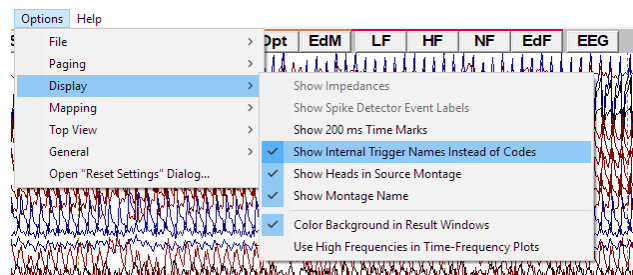 Options Help
Opt EdM LF HF NF EdF EEG
File
Paging
Display
Mapping
Top View
General
Open "Reset Settings" Dialog...
Show Impedances
Show Spike Detector Event Labels
Show 200 ms Time Marks
Show Internal Trigger Names Instead of Codes
Show Heads in Source Montage
Show Montage Name
Color Background in Result Windows
Use High Frequencies in Time-Frequency Plots